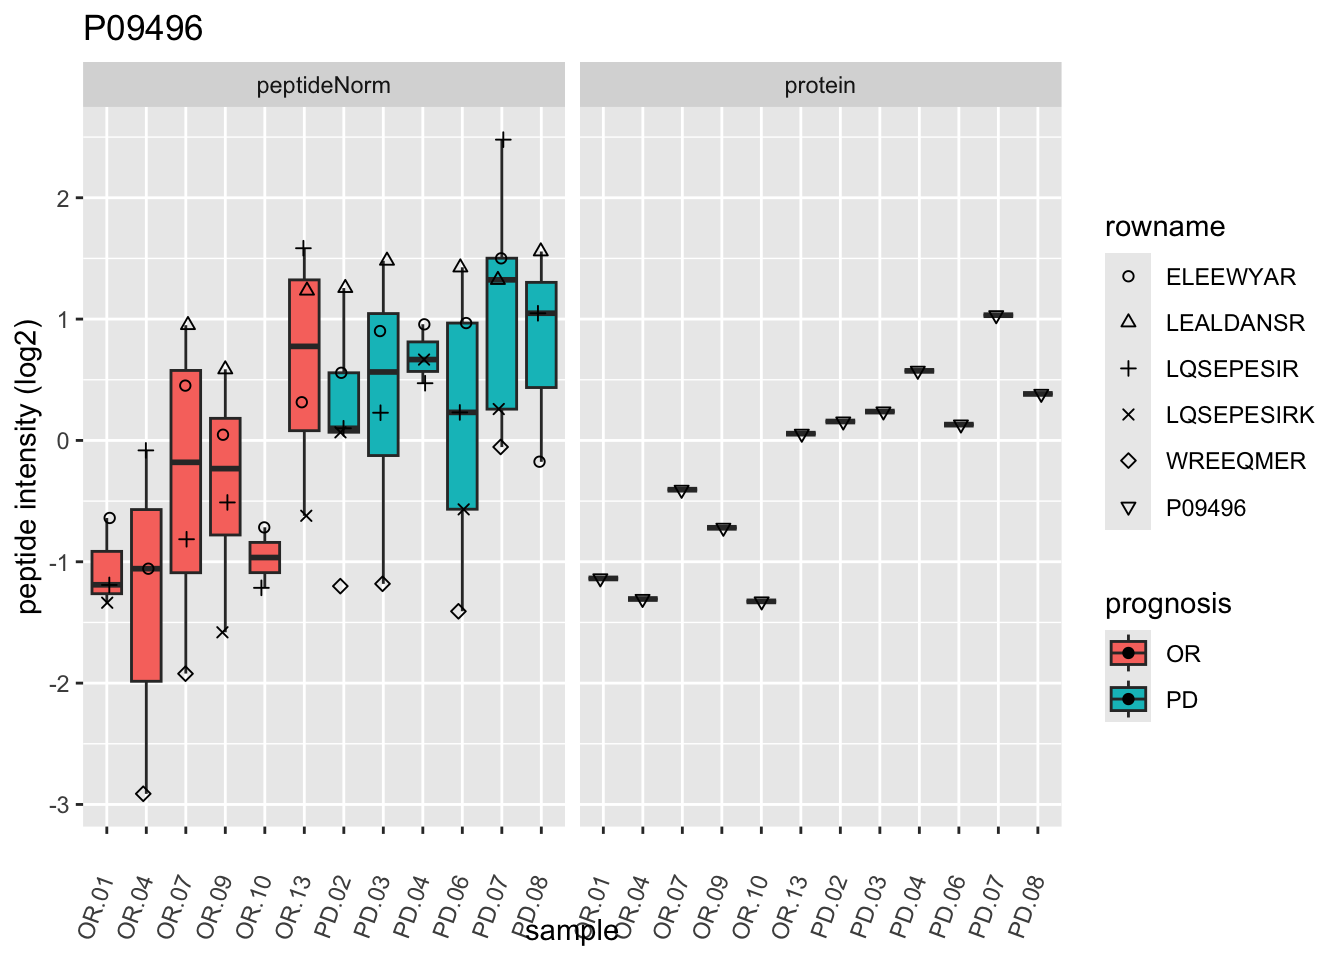 P09496
peptideNorm
protein
peptide intensity (log2)
2
1
0
-1
-2
-3
OR.01
OR.04
OR.07
OR.09
OR.10
OR.13
PD.02
PD.03
PD.04
PD.06
PD.07
PD.08
OR.01
OR.04
OR.07
OR.09
OR.10
OR.13
PD.02
PD.03
PD.04
PD.06
PD.07
PD.08
sample
rowname
ELEEWYAR
LEALDANSR
LQSEPESIR
LQSEPESIRK
WREEQMER
P09496
prognosis
OR
PD